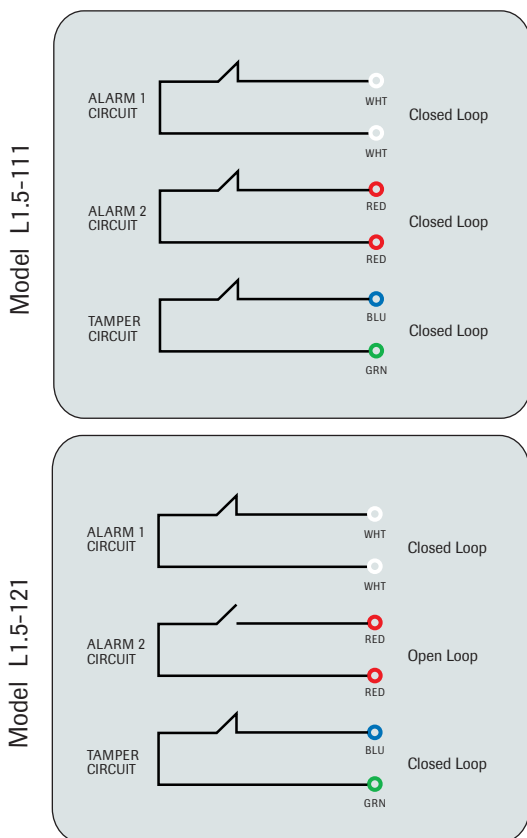 Model L1.5-111
ALARM 1
CIRCUIT
WHT
WHT
Closed Loop
ALARM 2
CIRCUIT
RED
RED
Closed Loop
TAMPER
CIRCUIT
BLU
GRN
Closed Loop
Model L1.5-121
ALARM 1
CIRCUIT
WHT
WHT
Closed Loop
ALARM 2
CIRCUIT
RED
RED
Open Loop
TAMPER
CIRCUIT
BLU
GRN
Closed Loop